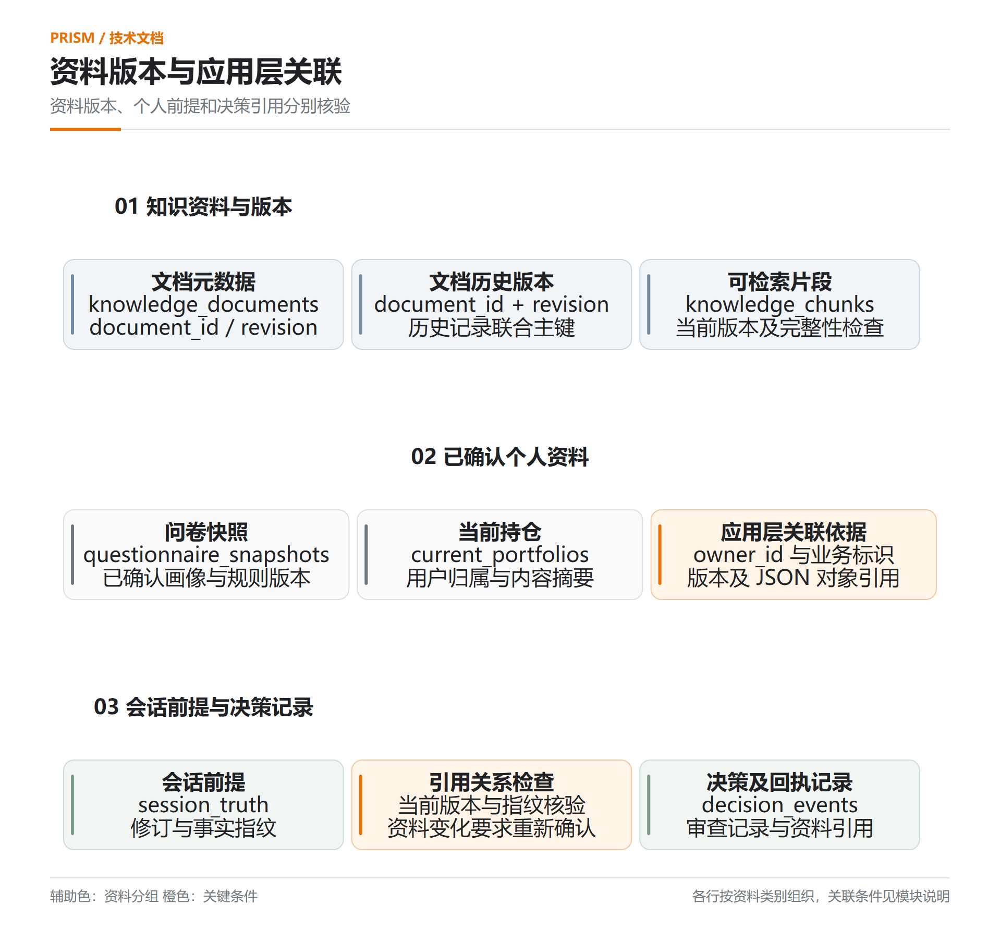 PRISM / 技术文档
资料版本与应用层关联
资料版本、个人前提和决策引用分别核验
01 知识资料与版本
文档元数据
knowledge_documents
document_id / revision
文档历史版本
document_id + revision
历史记录联合主键
可检索片段
knowledge_chunks
当前版本及完整性检查
02 已确认个人资料
问卷快照
questionnaire_snapshots
已确认画像与规则版本
当前持仓
current_portfolios
用户归属与内容摘要
应用层关联依据
owner_id 与业务标识
版本及 JSON 对象引用
03 会话前提与决策记录
会话前提
session_truth
修订与事实指纹
引用关系检查
当前版本与指纹核验
资料变化要求重新确认
决策及回执记录
decision_events
审查记录与资料引用
辅助色：资料分组 橙色：关键条件
各行按资料类别组织，关联条件见模块说明